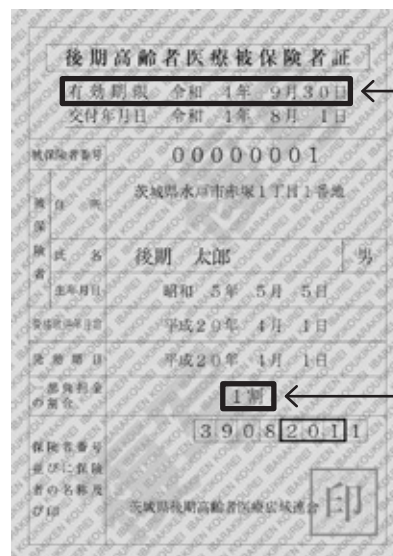 後期高齢者医療被保険者証
有効期限 令和 4年 9月30日
交付年月日 令和 4年 8月 1日
被保険者番号 00000001
被保険者
住所 茨城県水戸市赤塚1丁目1番地
氏名 後期 太郎 男
生年月日 昭和 5年 5月 5日
資格取得年月日 平成20年 4月 1日
発効期日 平成20年 4月 1日
一部負担金の割合 1割
39082011
保険者番号並びに保険者の名称及び印
茨城県後期高齢者医療広域連合 印